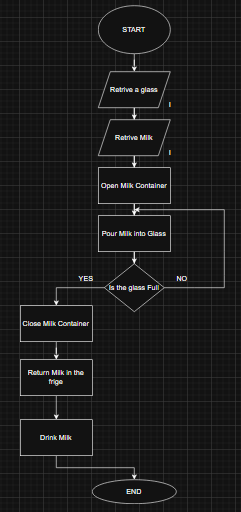 START
Retrive a glass
I
Retrive Milk
I
Open Milk Container
Pour Milk into Glass
Is the glass Full
YES
NO
Close Milk Container
Return Milk in the
frige
Drink Milk
END